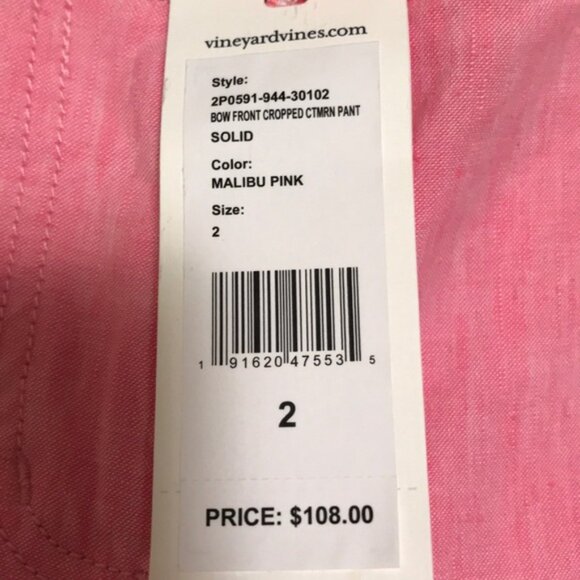 vineyardvines.com
Style:
2P0591-944-30102
BOW FRONT CROPPED CTMRN PANT
SOLID
Color:
MALIBU PINK
Size:
2
1 91620 47553 5
2
PRICE: $108.00